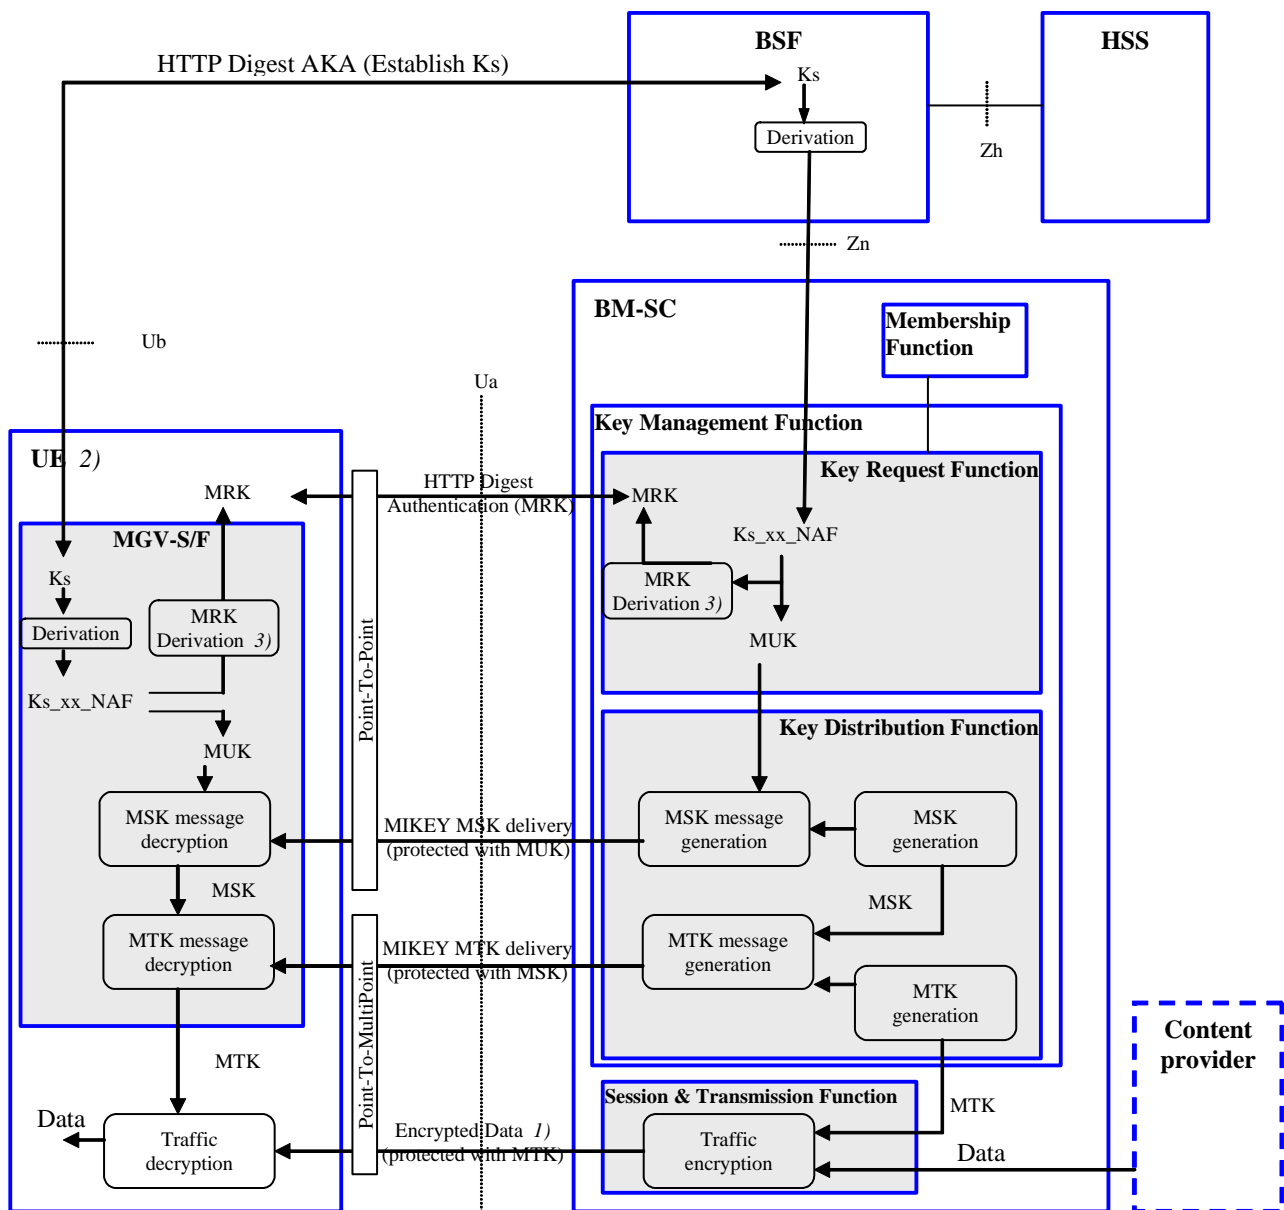 BSF
HSS
HTTP Digest AKA (Establish Ks)
Ks
Derivation
Zh
Zn
BM-SC
Membership
Function
Ub
Ua
Key Management Function
UE 2)
Key Request Function
MRK
HTTP Digest
Authentication (MRK)
MRK
MGV-S/F
Ks_xx_NAF
Ks
MRK
Derivation 3)
MRK
Derivation 3)
Derivation
MUK
Ks_xx_NAF
Point-To-Point
MUK
Key Distribution Function
MSK message
decryption
MIKEY MSK delivery
(protected with MUK)
MSK message
generation
MSK
generation
MSK
MSK
MTK message
decryption
MIKEY MTK delivery
(protected with MSK)
MTK message
generation
MTK
generation
Point-To-MultiPoint
Content
provider
MTK
Session & Transmission Function
MTK
Data
Traffic
decryption
Encrypted Data 1)
(protected with MTK)
Traffic
encryption
Data